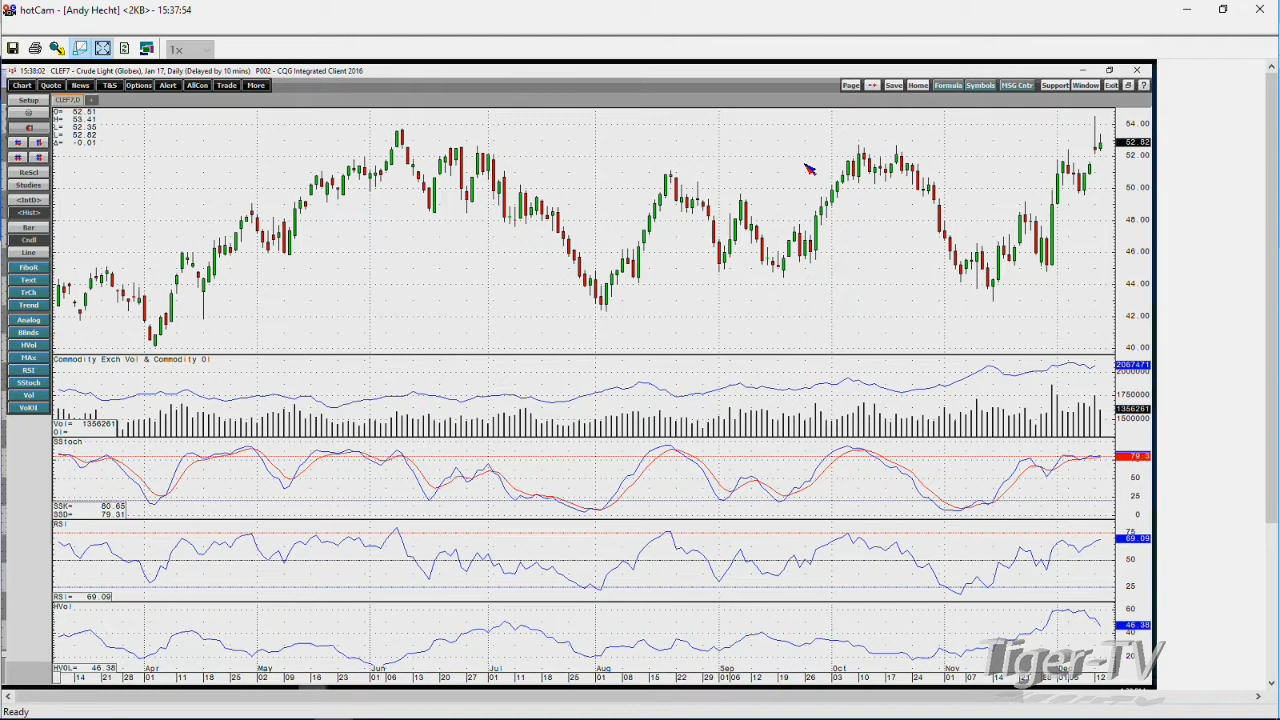 hotCam - [Andy Hecht] <2KB> - 15:37:54
1x
15:38:02 CLEF7 - Crude Light (Globex), Jan 17, Daily (Delayed by 10 mins) P002 - CQG Integrated Client 2016
Chart Quote News T&S Options Alert AllCon Trade More Page Save Home Formula Symbols MSG Cntr Support Window Exit ?
Setup CLEF7,D
O= 52.51
H= 53.41
L= 52.35
L= 52.82
Δ= -0.01
ReScl
Studies
<IntD>
<Hist>
Bar
Cndl
Line
FiboR
Text
TrCh
Trend
Analog
BBnds
HVol
MAx
RSI
SStoch
Vol
VolOI
54.00
52.82
52.00
50.00
48.00
46.00
44.00
42.00
40.00
Commodity Exch Vol & Commodity OI
2067471
2000000
1750000
1356261
1500000
Vol= 1356261
OI=
SStoch
79.3
50
25
0
SSK= 80.65
SSD= 79.31
RSI
75
69.09
50
25
RSI= 69.09
HVol
60
46.38
40
20
HVOL= 46.38
Apr May Jun Jul Aug Sep Oct Nov Dec
14 21 28 01 11 18 25 02 09 16 23 01 06 13 20 27 01 11 18 25 01 08 15 22 29 01 06 12 19 26 03 10 17 24 01 07 14 21 28 01 05 12
Tiger-TV
Ready